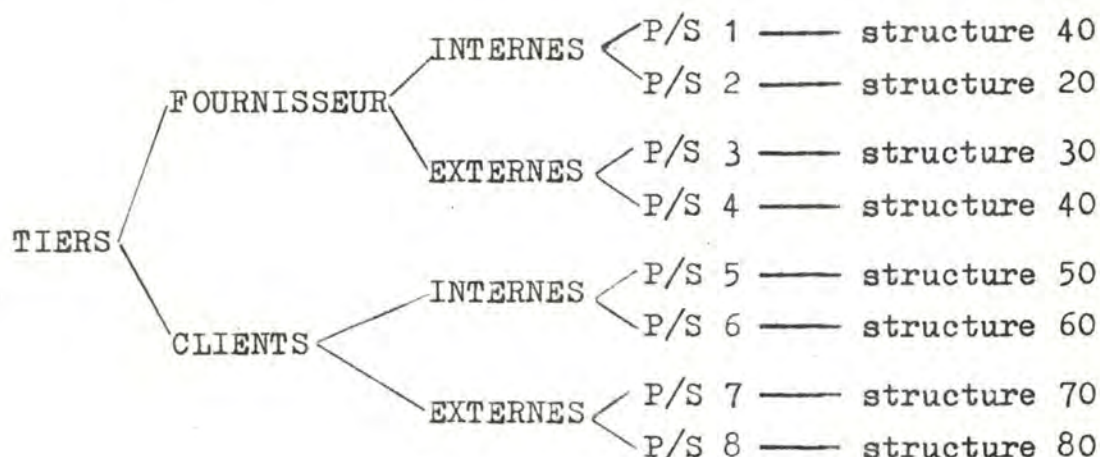 INTERNES P/S 1 — structure 40
P/S 2 — structure 20
FOURNISSEUR
EXTERNES P/S 3 — structure 30
P/S 4 — structure 40
TIERS
INTERNES P/S 5 — structure 50
P/S 6 — structure 60
CLIENTS
EXTERNES P/S 7 — structure 70
P/S 8 — structure 80